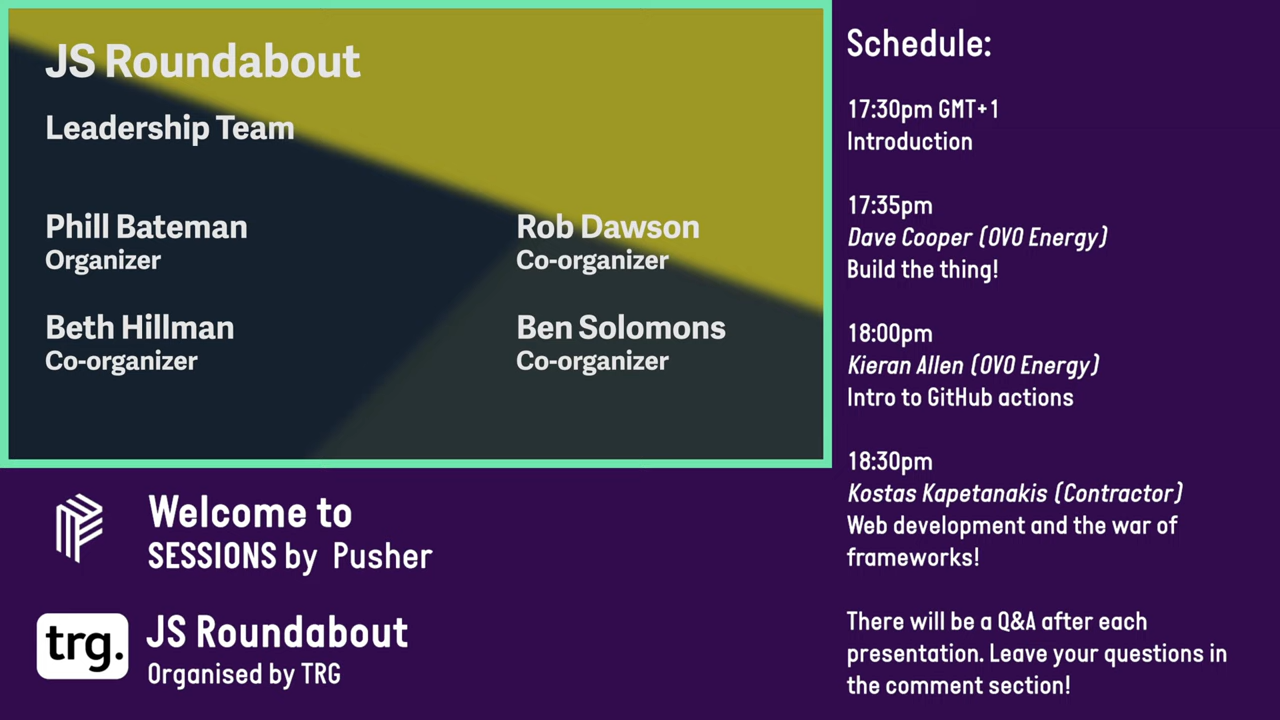 JS Roundabout
Leadership Team
Phill Bateman
Organizer
Rob Dawson
Co-organizer
Beth Hillman
Co-organizer
Ben Solomons
Co-organizer
Welcome to
SESSIONS by Pusher
trg.
JS Roundabout
Organised by TRG
Schedule:
17:30pm GMT+1
Introduction
17:35pm
Dave Cooper (OVO Energy)
Build the thing!
18:00pm
Kieran Allen (OVO Energy)
Intro to GitHub actions
18:30pm
Kostas Kapetanakis (Contractor)
Web development and the war of
frameworks!
There will be a Q&A after each
presentation. Leave your questions in
the comment section!